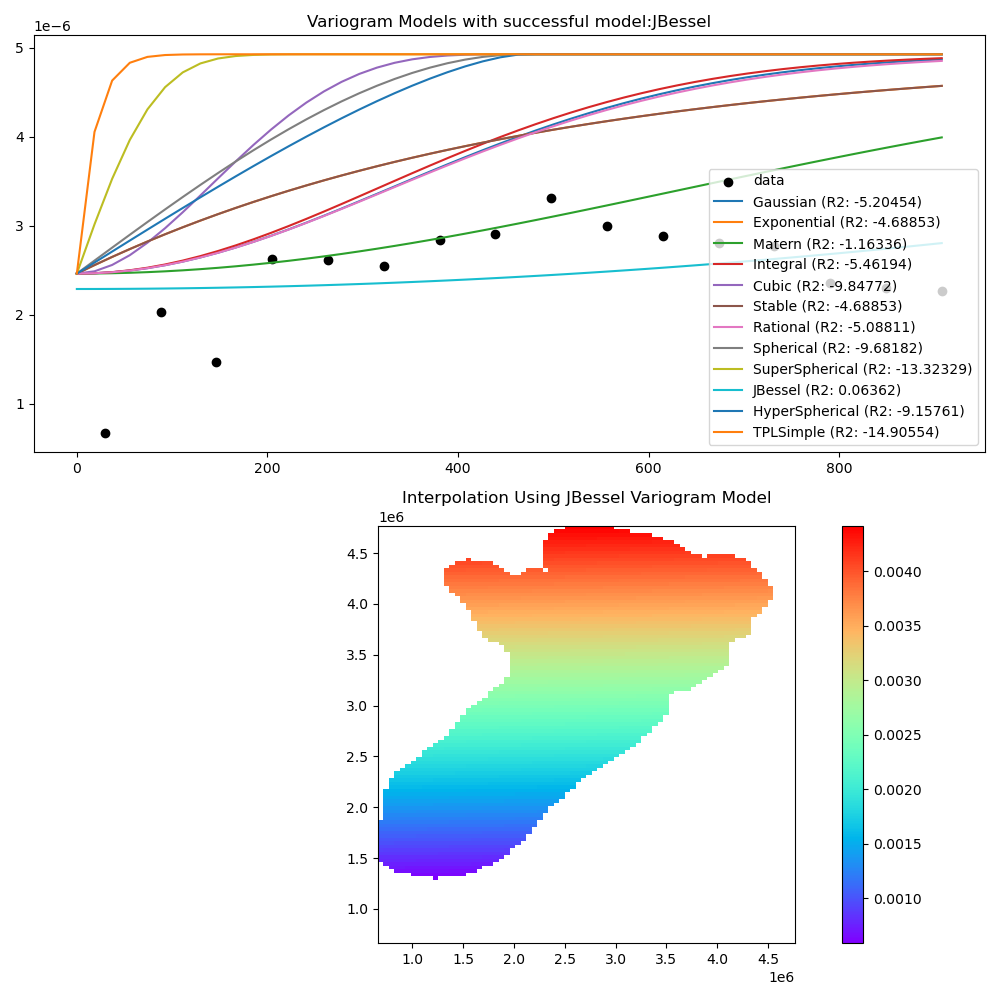 Variogram Models with successful model:JBessel
1e−6
5
4
3
2
1
data
Gaussian (R2: -5.20454)
Exponential (R2: -4.68853)
Matern (R2: -1.16336)
Integral (R2: -5.46194)
Cubic (R2: -9.84772)
Stable (R2: -4.68853)
Rational (R2: -5.08811)
Spherical (R2: -9.68182)
SuperSpherical (R2: -13.32329)
JBessel (R2: 0.06362)
HyperSpherical (R2: -9.15761)
TPLSimple (R2: -14.90554)
0 200 400 600 800
Interpolation Using JBessel Variogram Model
1e6
4.5
4.0
3.5
3.0
2.5
2.0
1.5
1.0
1.0 1.5 2.0 2.5 3.0 3.5 4.0 4.5
1e6
0.0040
0.0035
0.0030
0.0025
0.0020
0.0015
0.0010